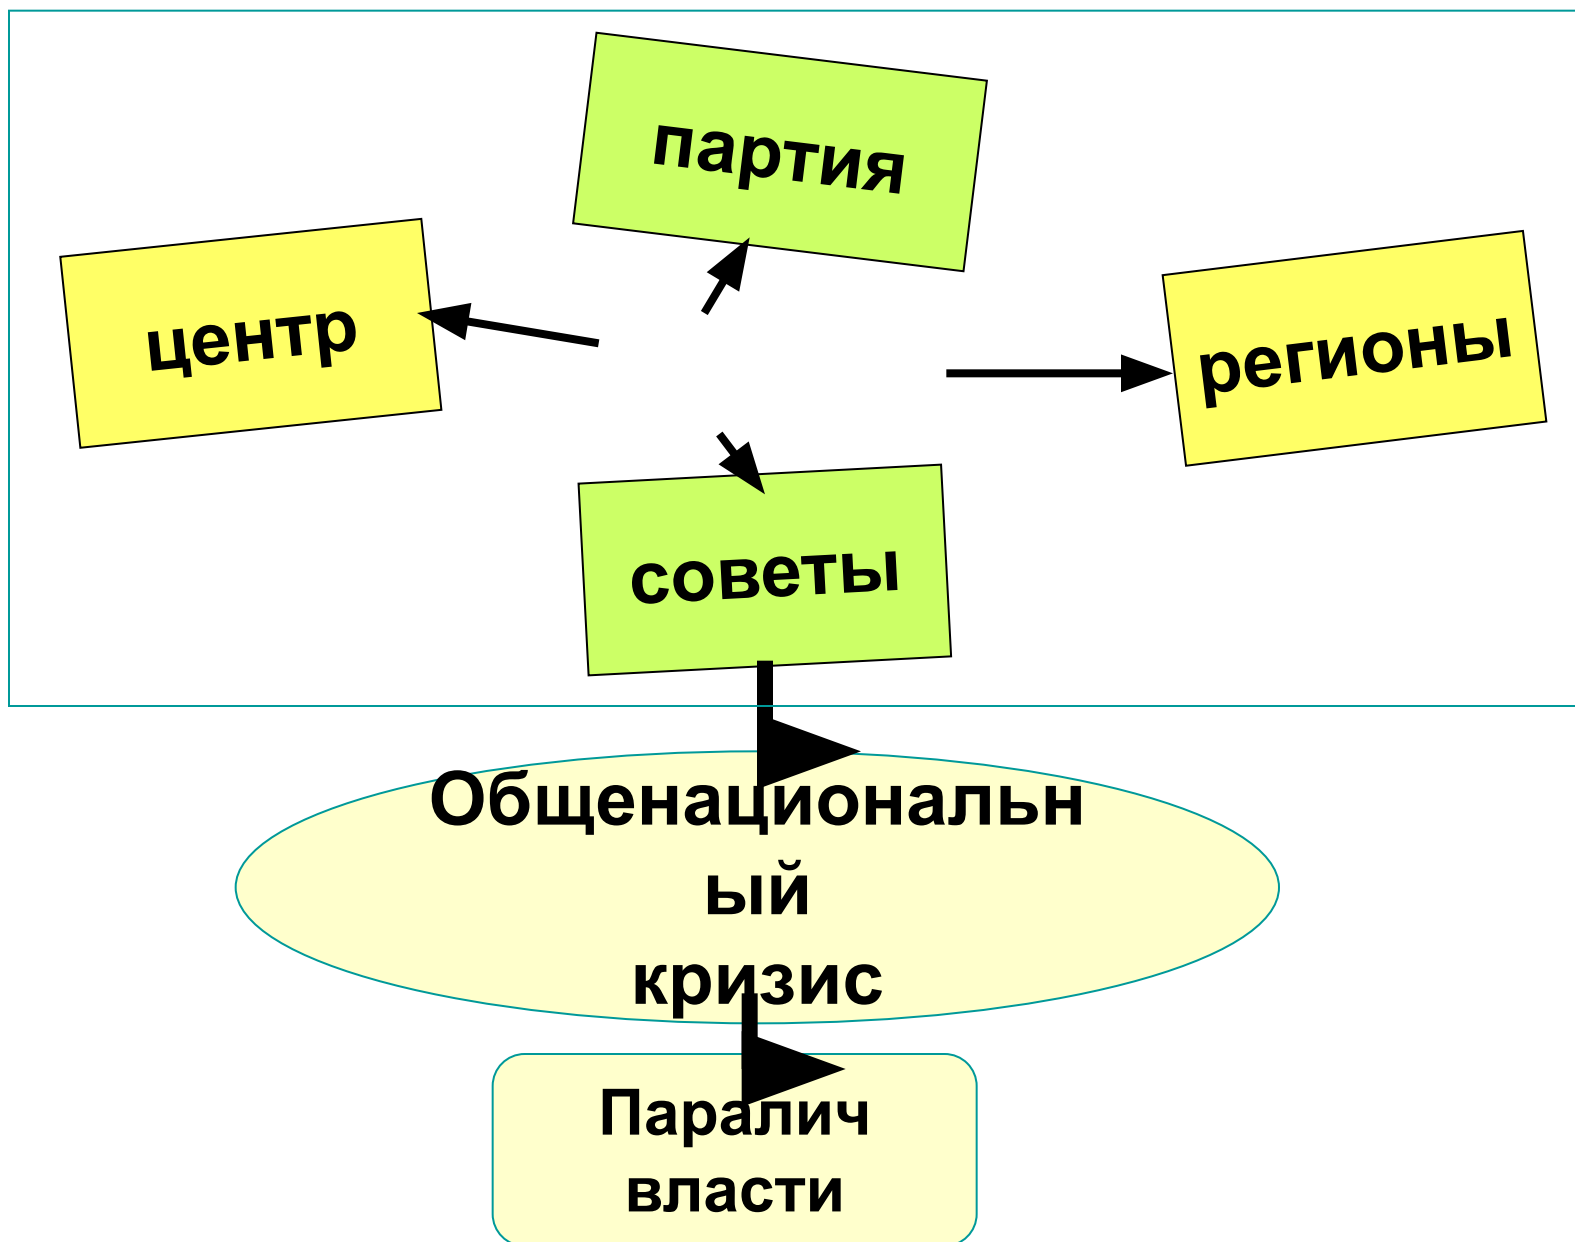 партия
центр
регионы
советы
Общенациональн
ый
кризис
Паралич
власти